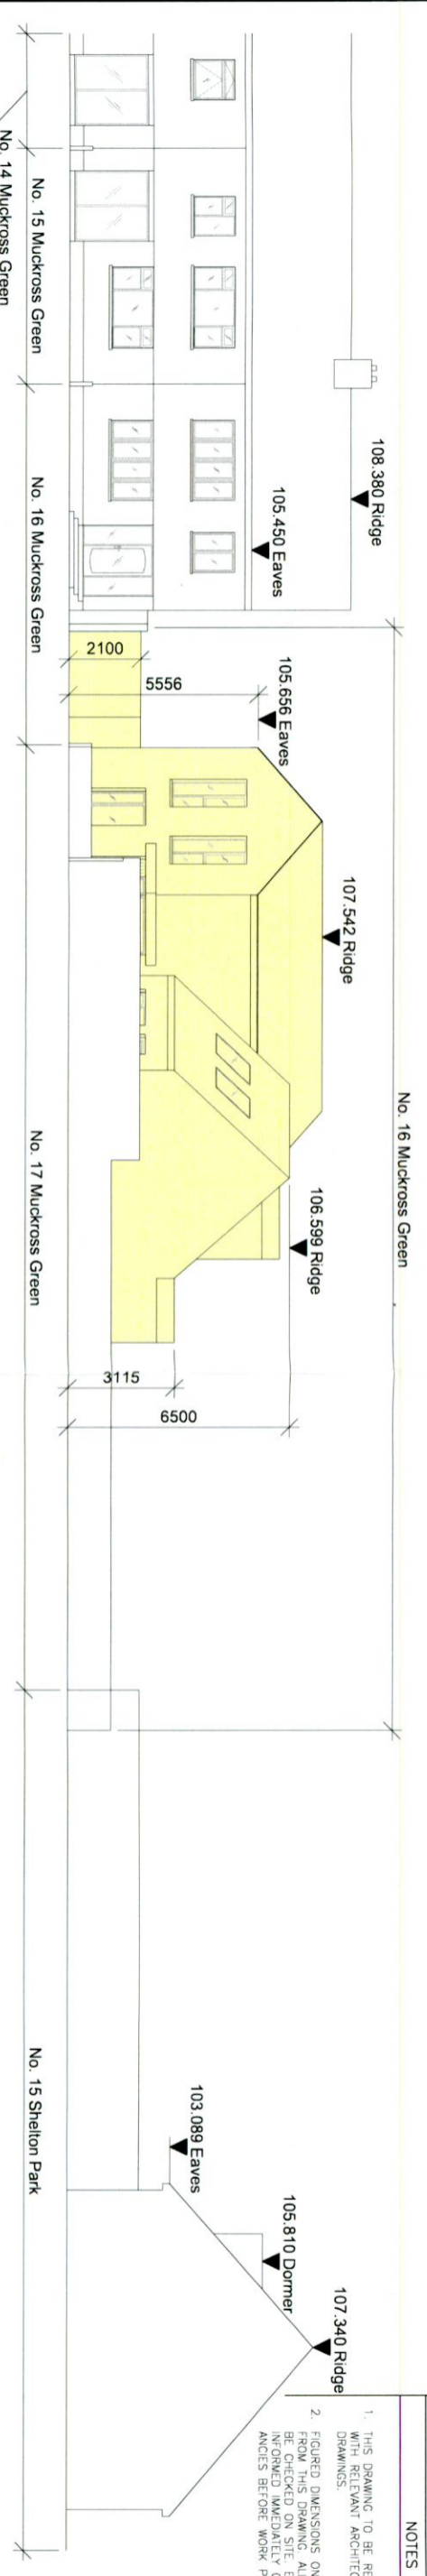 108.380 Ridge
105.450 Eaves
105.656 Eaves
107.542 Ridge
No. 16 Muckross Green
106.599 Ridge
2100
5556
3115
6500
103.089 Eaves
105.810 Dormer
107.340 Ridge
No. 14 Muckross Green
No. 15 Muckross Green
No. 16 Muckross Green
No. 17 Muckross Green
No. 15 Shelton Park
NOTES
1. THIS DRAWING TO BE RE
WITH RELEVANT ARCHITEC
DRAWINGS.
2. FIGURED DIMENSIONS ON
FROM THIS DRAWING. ALL
BE CHECKED ON SITE. E
INFORMED IMMEDIATELY
ANCIES BEFORE WORK P